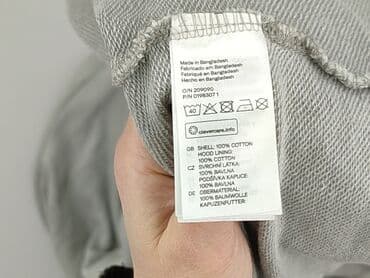 Made in Bangladesh
Fabricado em Bangladesh
Fabriqué en Bangladesh
Hecho en Bangladesh
O/N 209090
P/N 0198307 1
40
clevercare.info
GB SHELL: 100% COTTON
HOOD LINING:
100% COTTON
CZ SVRCHNÍ LÁTKA:
100% BAVLNA
PODŠÍVKA KAPUCE:
100% BAVLNA
DE OBERMATERIAL:
100% BAUMWOLLE
KAPUZENFUTTER: